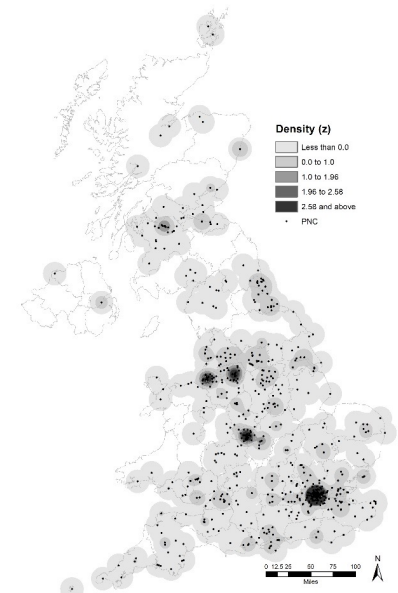 Density (z)
Less than 0.0
0.0 to 1.0
1.0 to 1.96
1.96 to 2.58
2.58 and above
PNC
0 12.5 25 50 75 100
Miles
N